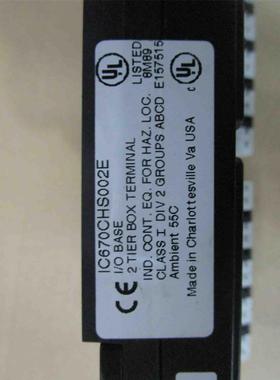 IC670CHS002E
I/O BASE
2 TIER BOX TERMINAL
IND. CONT. EQ. FOR HAZ. LOC.
CLASS I DIV 2 GROUPS ABCD
Ambient 55C
Made in Charlottesville Va USA
CE
UL
LISTED
8M89
E157515
C
UL